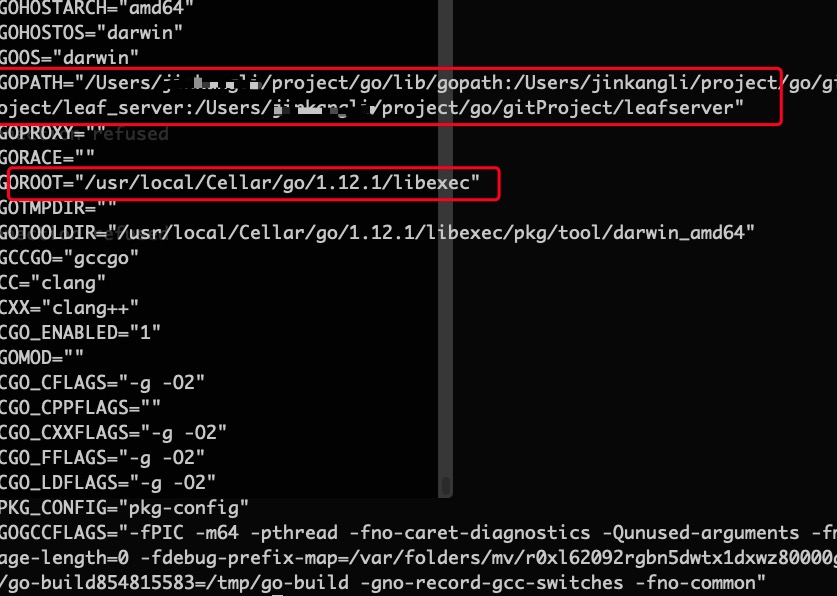 GOHOSTARCH="amd64"
GOHOSTOS="darwin"
GOOS="darwin"
GOPATH="/Users/ /project/go/lib/gopath:/Users/jinkangli/project/go/gi
oject/leaf_server:/Users/ /project/go/gitProject/leafserver"
GOPROXY="" refused
GORACE=""
GOROOT="/usr/local/Cellar/go/1.12.1/libexec"
GOTMPDIR=""
GOTOOLDIR="/usr/local/Cellar/go/1.12.1/libexec/pkg/tool/darwin_amd64"
GCCGO="gccgo"
CC="clang"
CXX="clang++"
CGO_ENABLED="1"
GOMOD=""
CGO_CFLAGS="-g -O2"
CGO_CPPFLAGS=""
CGO_CXXFLAGS="-g -O2"
CGO_FFLAGS="-g -O2"
CGO_LDFLAGS="-g -O2"
PKG_CONFIG="pkg-config"
GOGCCFLAGS="-fPIC -m64 -pthread -fno-caret-diagnostics -Qunused-arguments -fm
age-length=0 -fdebug-prefix-map=/var/folders/mv/r0xl62092rgbn5dwtx1dxwz80000g
/go-build854815583=/tmp/go-build -gno-record-gcc-switches -fno-common"